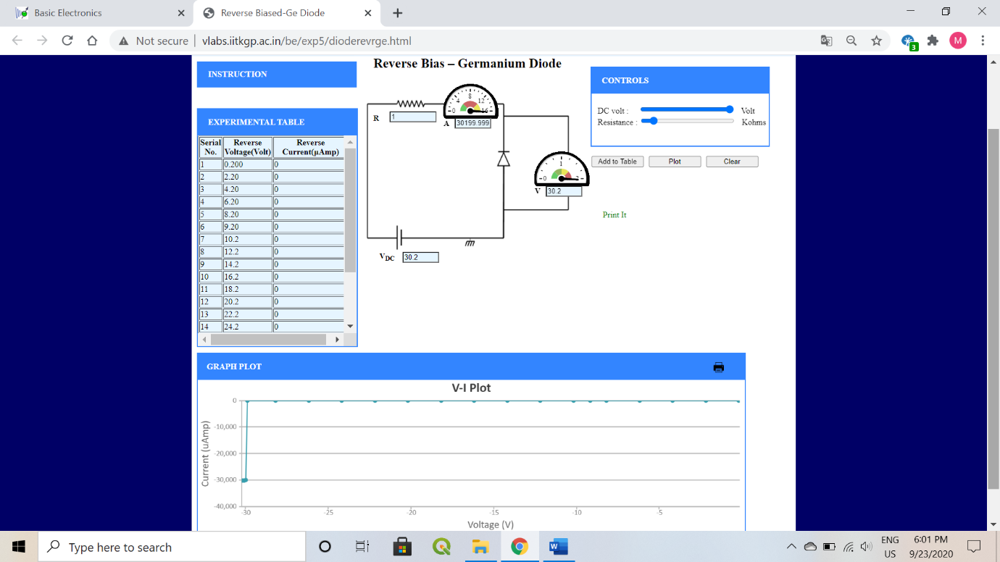 Basic Electronics
Reverse Biased-Ge Diode
Not secure | vlabs.iitkgp.ac.in/be/exp5/dioderevrge.html
3
M
INSTRUCTION
Reverse Bias – Germanium Diode
CONTROLS
DC volt : Volt
Resistance : Kohms
Add to Table Plot Clear
Print It
EXPERIMENTAL TABLE
Serial No. Reverse Voltage(Volt) Reverse Current(μAmp)
1 0.200 0
2 2.20 0
3 4.20 0
4 6.20 0
5 8.20 0
6 9.20 0
7 10.2 0
8 12.2 0
9 14.2 0
10 16.2 0
11 18.2 0
12 20.2 0
13 22.2 0
14 24.2 0
R 1
0 4 8 12 16
A 30199.999
0 1
V 30.2
VDC 30.2
GRAPH PLOT
V-I Plot
Current (uAmp)
0
-10,000
-20,000
-30,000
-40,000
-30 -25 -20 -15 -10 -5
Voltage (V)
Type here to search
W
ENG
US
6:01 PM
9/23/2020